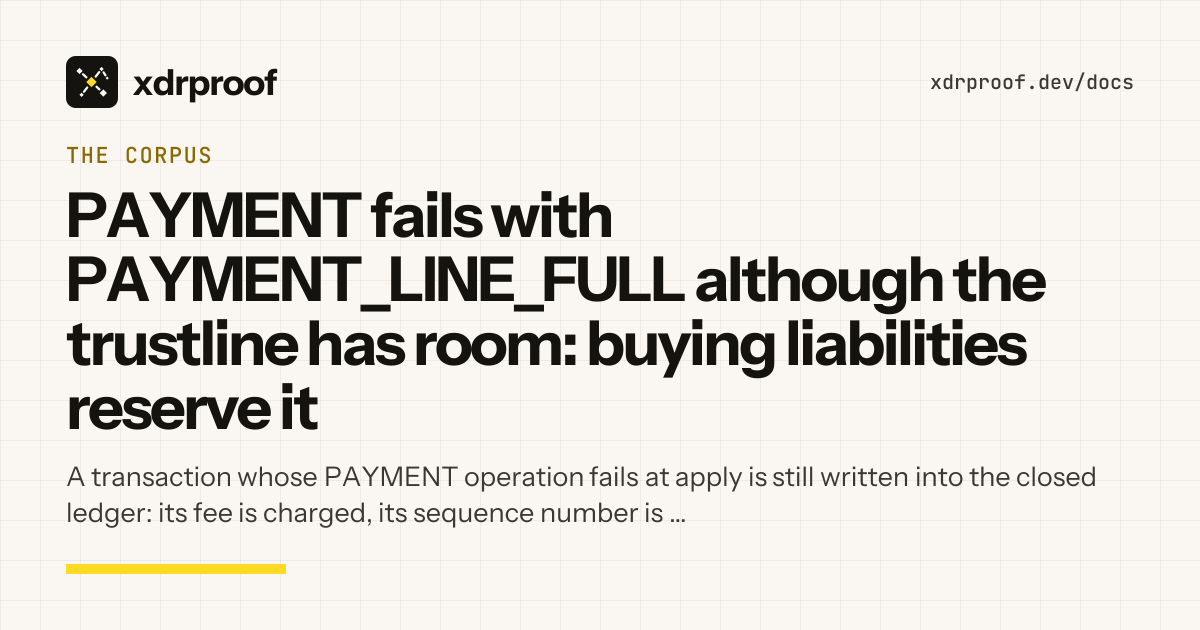 xdrproof
xdrproof.dev/docs
THE CORPUS
PAYMENT fails with
PAYMENT_LINE_FULL although the
trustline has room: buying liabilities
reserve it
A transaction whose PAYMENT operation fails at apply is still written into the closed
ledger: its fee is charged, its sequence number is ...